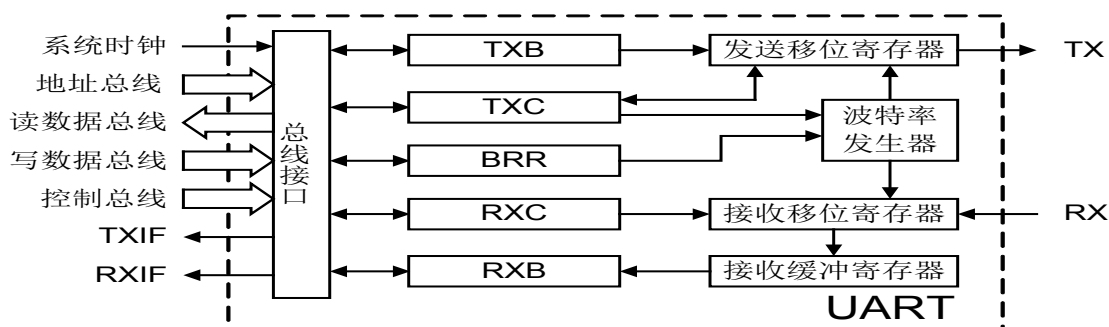 系统时钟
地址总线
读数据总线
写数据总线
控制总线
TXIF
RXIF
总线接口
TXB
TXC
BRR
RXC
RXB
发送移位寄存器
波特率
发生器
接收移位寄存器
接收缓冲寄存器
TX
RX
UART